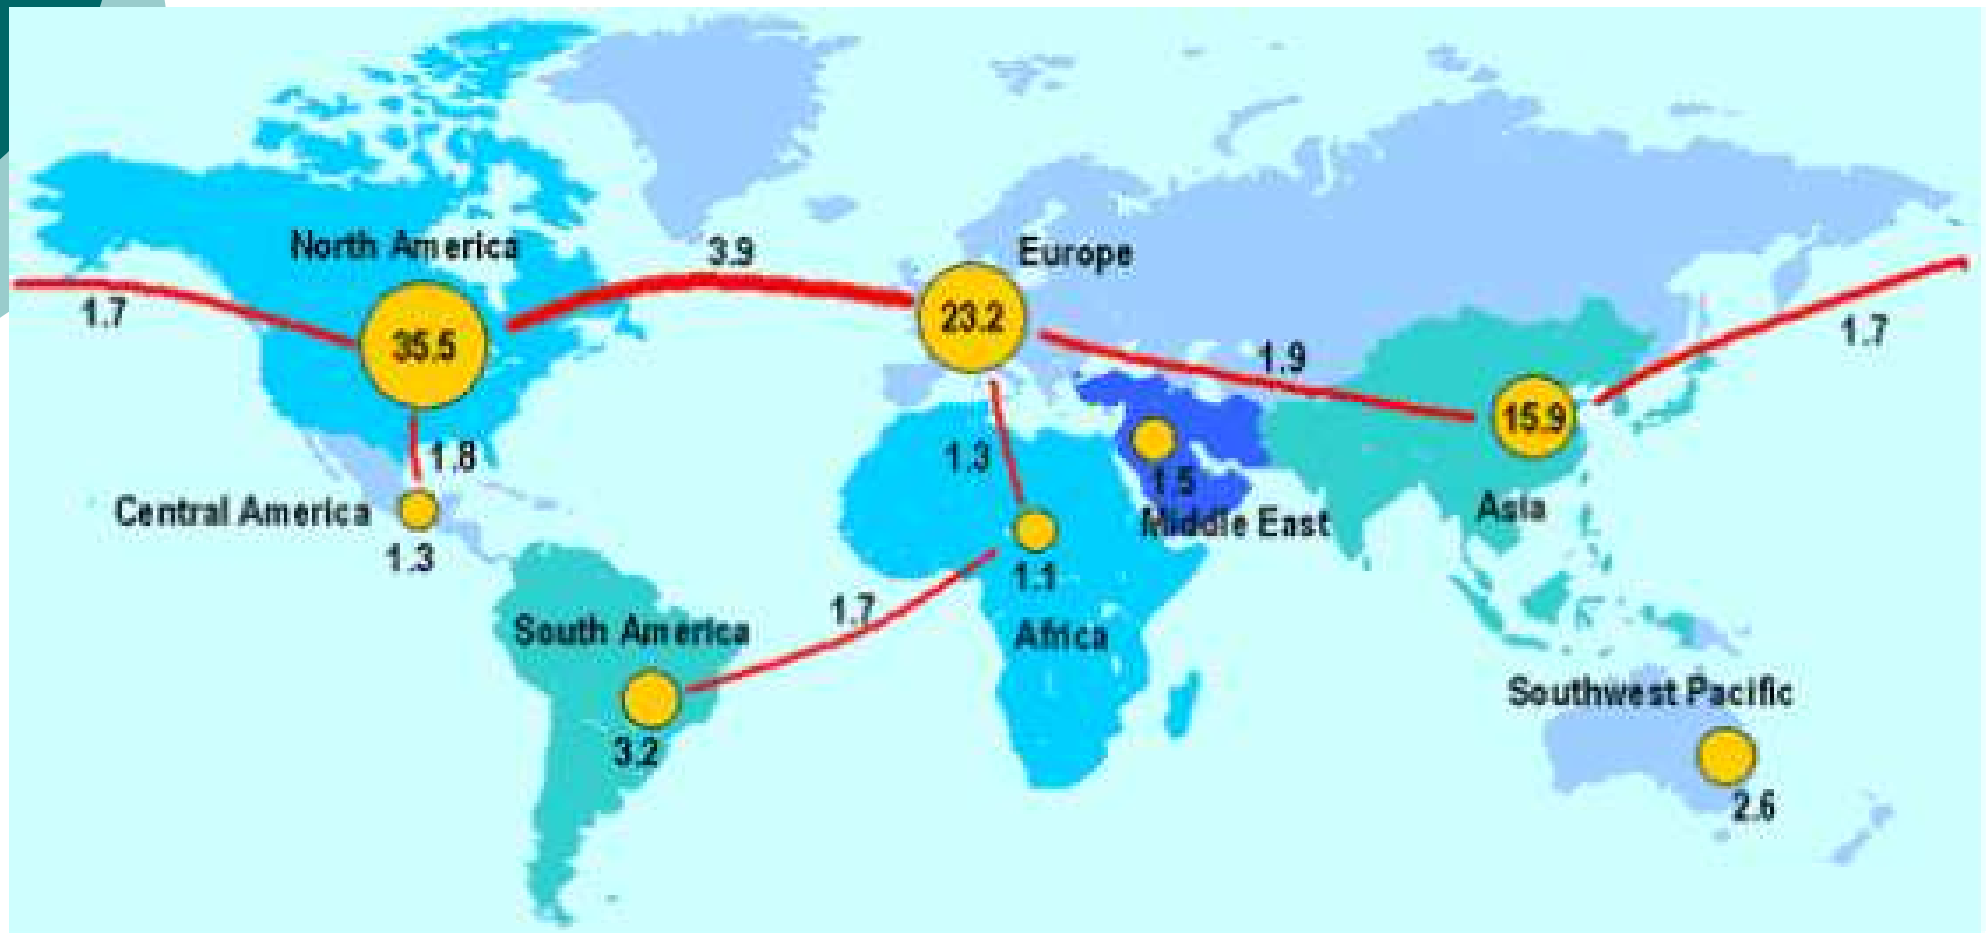 North America
3.9
Europe
1.7
35.5
23.2
1.9
1.7
15.9
1.8
1.3
1.5
Central America
Middle East
Asia
1.3
1.1
1.7
South America
Africa
Southwest Pacific
3.2
2.6